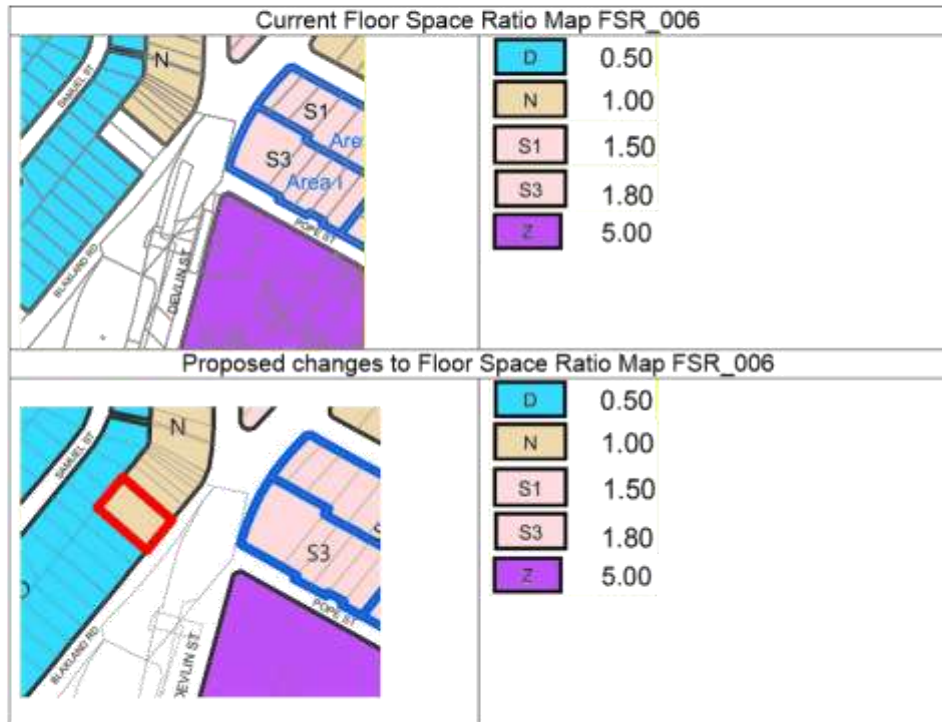 Current Floor Space Ratio Map FSR_006
SAMUEL ST
N
S1
Are
S3
Area I
POPE ST
BLAXLAND RD
DEVLIN ST
D 0.50
N 1.00
S1 1.50
S3 1.80
Z 5.00
Proposed changes to Floor Space Ratio Map FSR_006
SAMUEL ST
N
S3
POPE ST
BLAXLAND RD
DEVLIN ST
D 0.50
N 1.00
S1 1.50
S3 1.80
Z 5.00